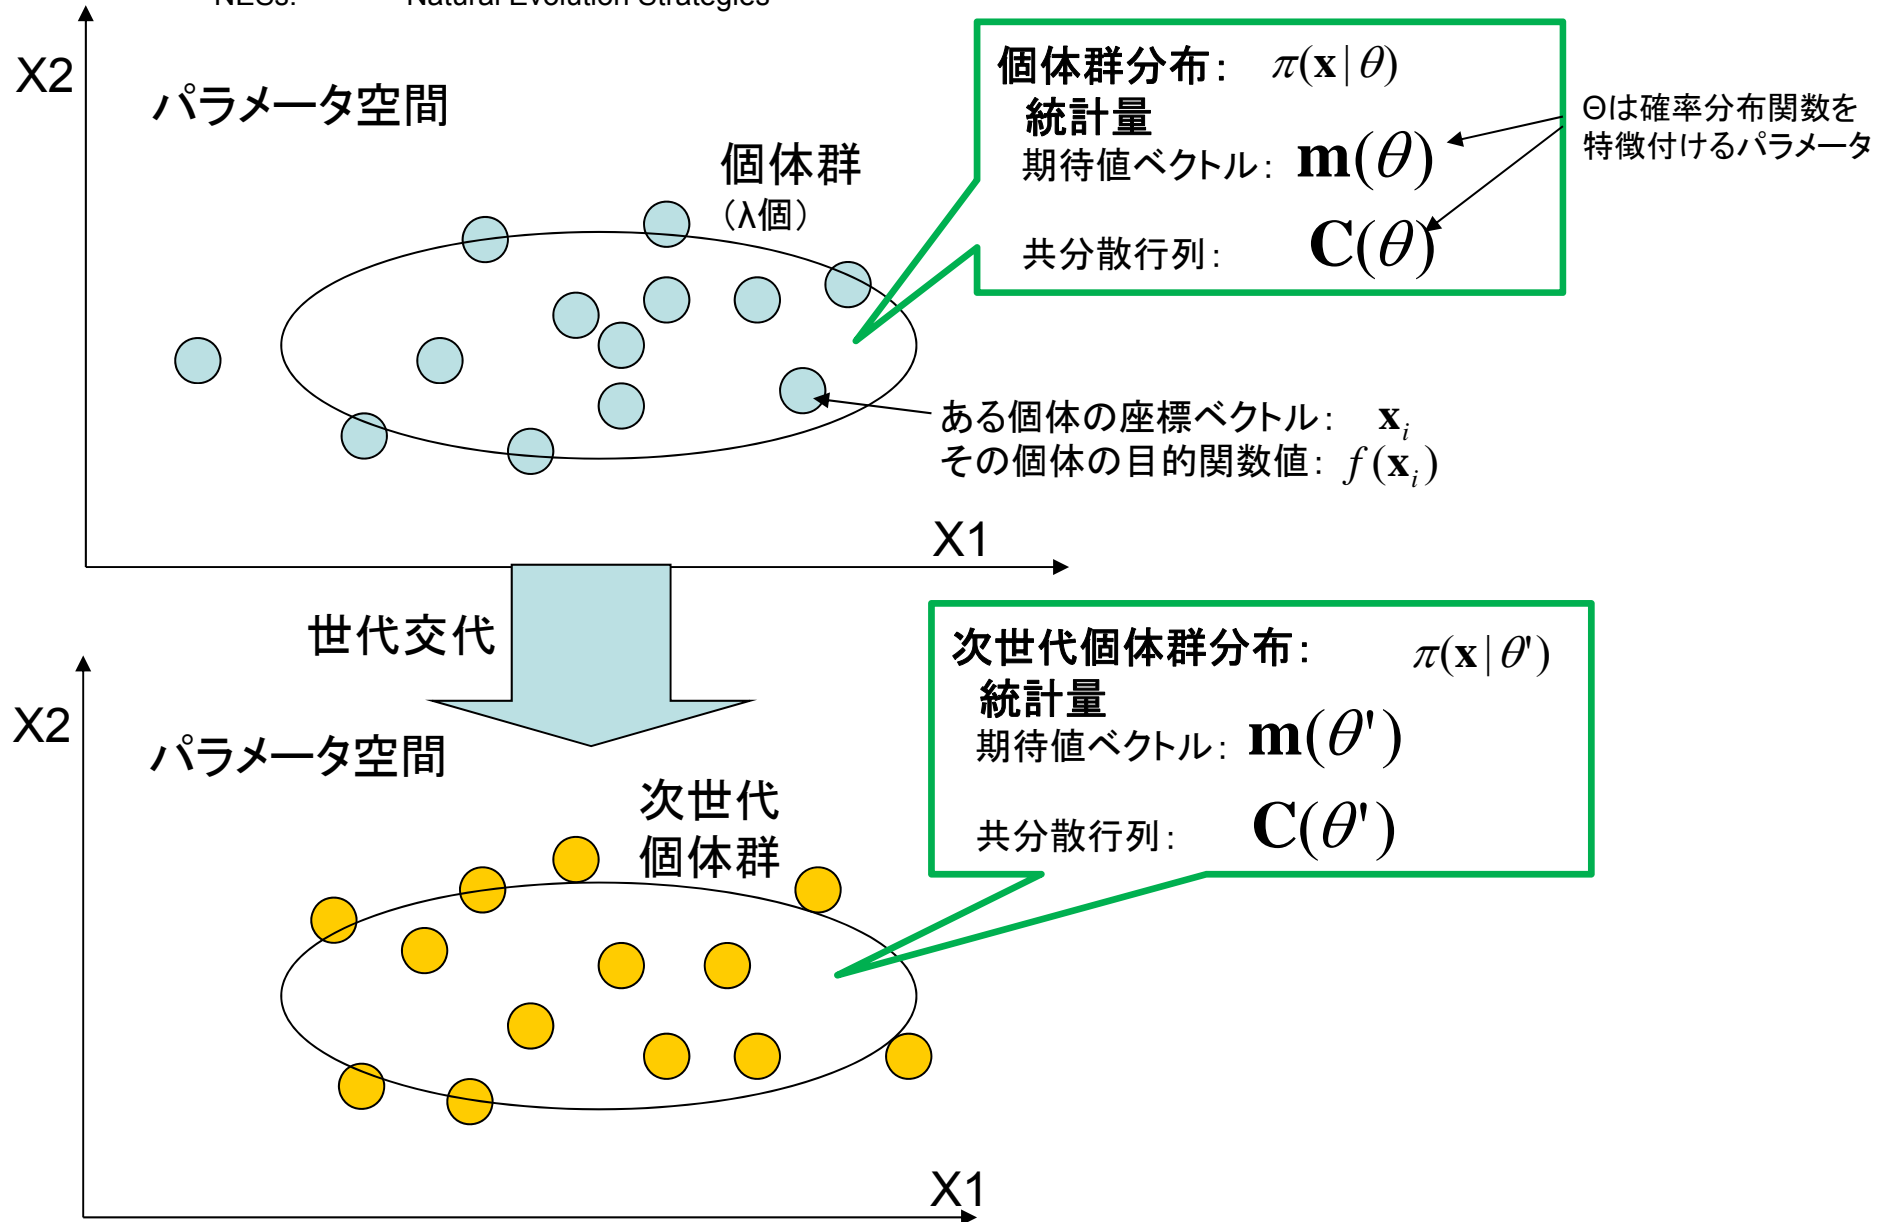 NESs: Natural Evolution Strategies
X2
パラメータ空間
個体群
（λ個）
個体群分布： π(x|θ)
統計量
期待値ベクトル： m(θ)
共分散行列： C(θ)
Θは確率分布関数を
特徴付けるパラメータ
ある個体の座標ベクトル： xᵢ
その個体の目的関数値： f(xᵢ)
X1
世代交代
X2
パラメータ空間
次世代
個体群
次世代個体群分布： π(x|θ')
統計量
期待値ベクトル： m(θ')
共分散行列： C(θ')
X1